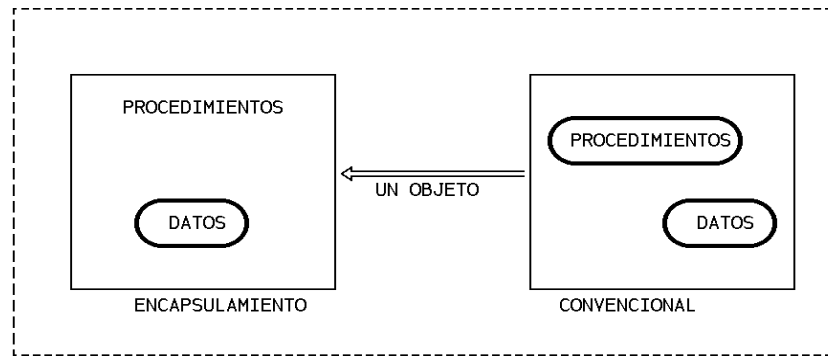 PROCEDIMIENTOS
DATOS
ENCAPSULAMIENTO
UN OBJETO
PROCEDIMIENTOS
DATOS
CONVENCIONAL